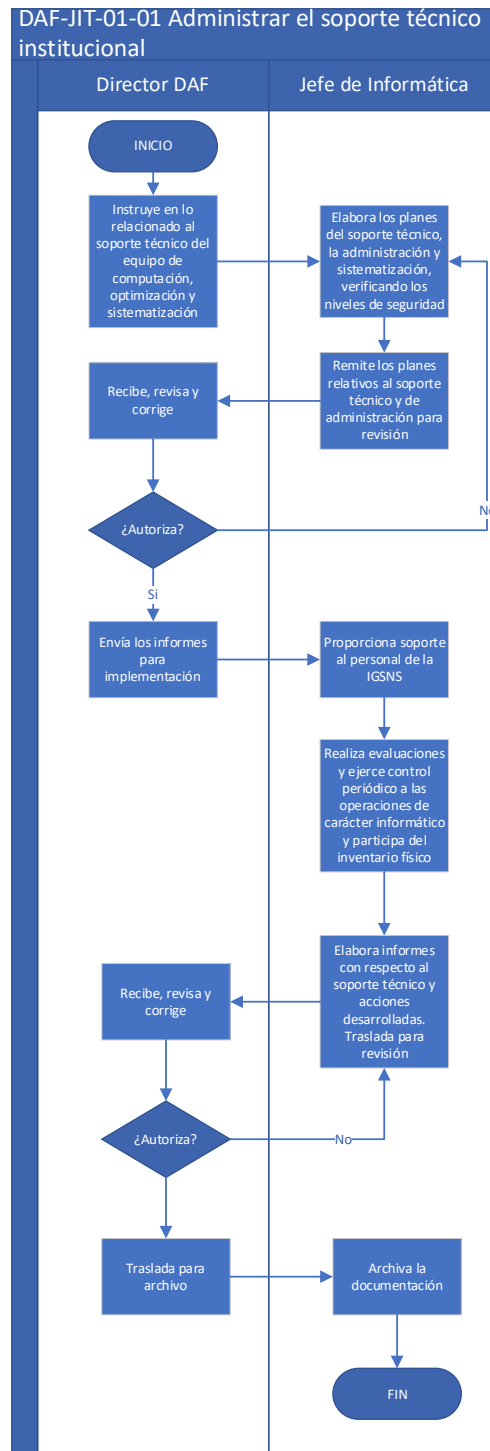 DAF-JIT-01-01 Administrar el soporte técnico
institucional
Director DAF
Jefe de Informática
INICIO
Instruye en lo
relacionado al
soporte técnico del
equipo de
computación,
optimización y
sistematización
Elabora los planes
del soporte técnico,
la administración y
sistematización,
verificando los
niveles de seguridad
Remite los planes
relativos al soporte
técnico y de
administración para
revisión
Recibe, revisa y
corrige
¿Autoriza?
No
Si
Envía los informes
para
implementación
Proporciona soporte
al personal de la
IGSNS
Realiza evaluaciones
y ejerce control
periódico a las
operaciones de
carácter informático
y participa del
inventario físico
Elabora informes
con respecto al
soporte técnico y
acciones
desarrolladas.
Traslada para
revisión
Recibe, revisa y
corrige
¿Autoriza?
No
Traslada para
archivo
Archiva la
documentación
FIN